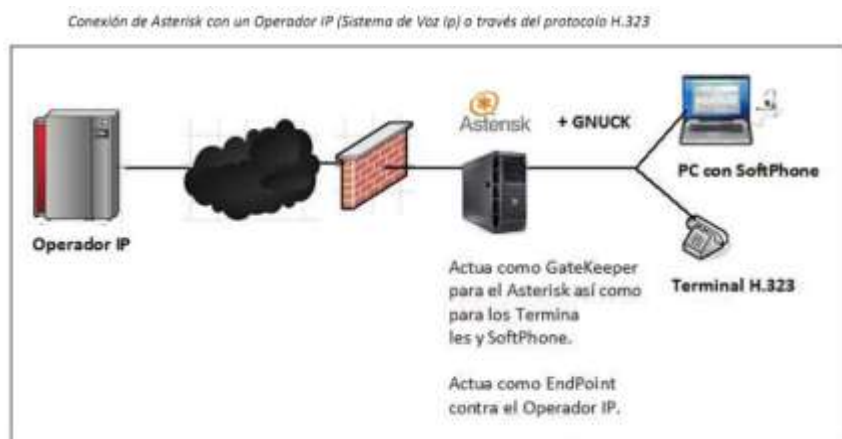 Conexión de Asterisk con un Operador IP (Sistema de Voz Ip) a través del protocolo H.323
Asterisk
+ GNUCK
PC con SoftPhone
Operador IP
Actua como GateKeeper
para el Asterisk así como
para los Termina
les y SoftPhone.
Terminal H.323
Actua como EndPoint
contra el Operador IP.